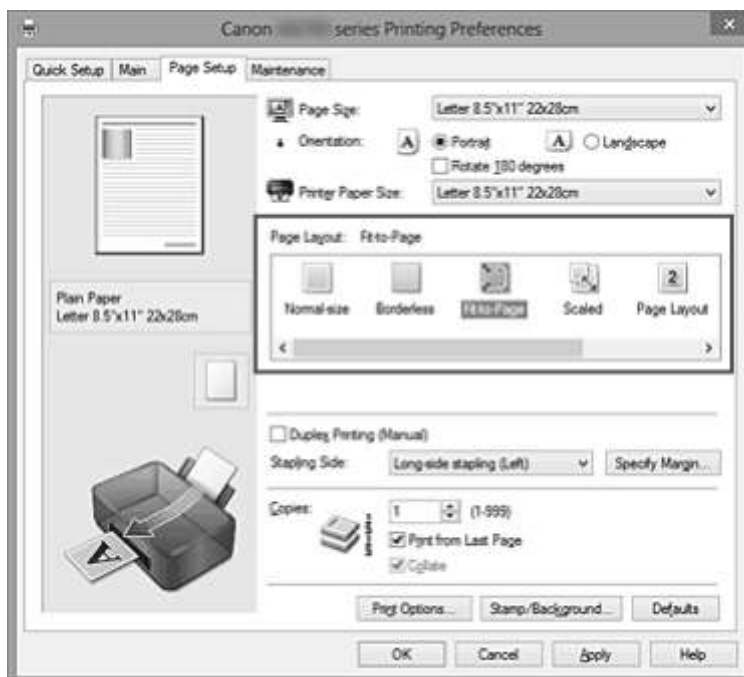 Canon series Printing Preferences
Quick Setup Main Page Setup Maintenance
Page Size: Letter 8.5"x11" 22x28cm
Orientation: A Portrait A Landscape
Rotate 180 degrees
Printer Paper Size: Letter 8.5"x11" 22x28cm
Page Layout: Fit-to-Page
Normal-size Borderless Fit-to-Page Scaled 2 Page Layout
Plain Paper
Letter 8.5"x11" 22x28cm
Duplex Printing (Manual)
Stapling Side: Long-side stapling (Left) Specify Margin...
Copies: 1 (1-999)
Print from Last Page
Collate
A
Print Options... Stamp/Background... Defaults
OK Cancel Apply Help